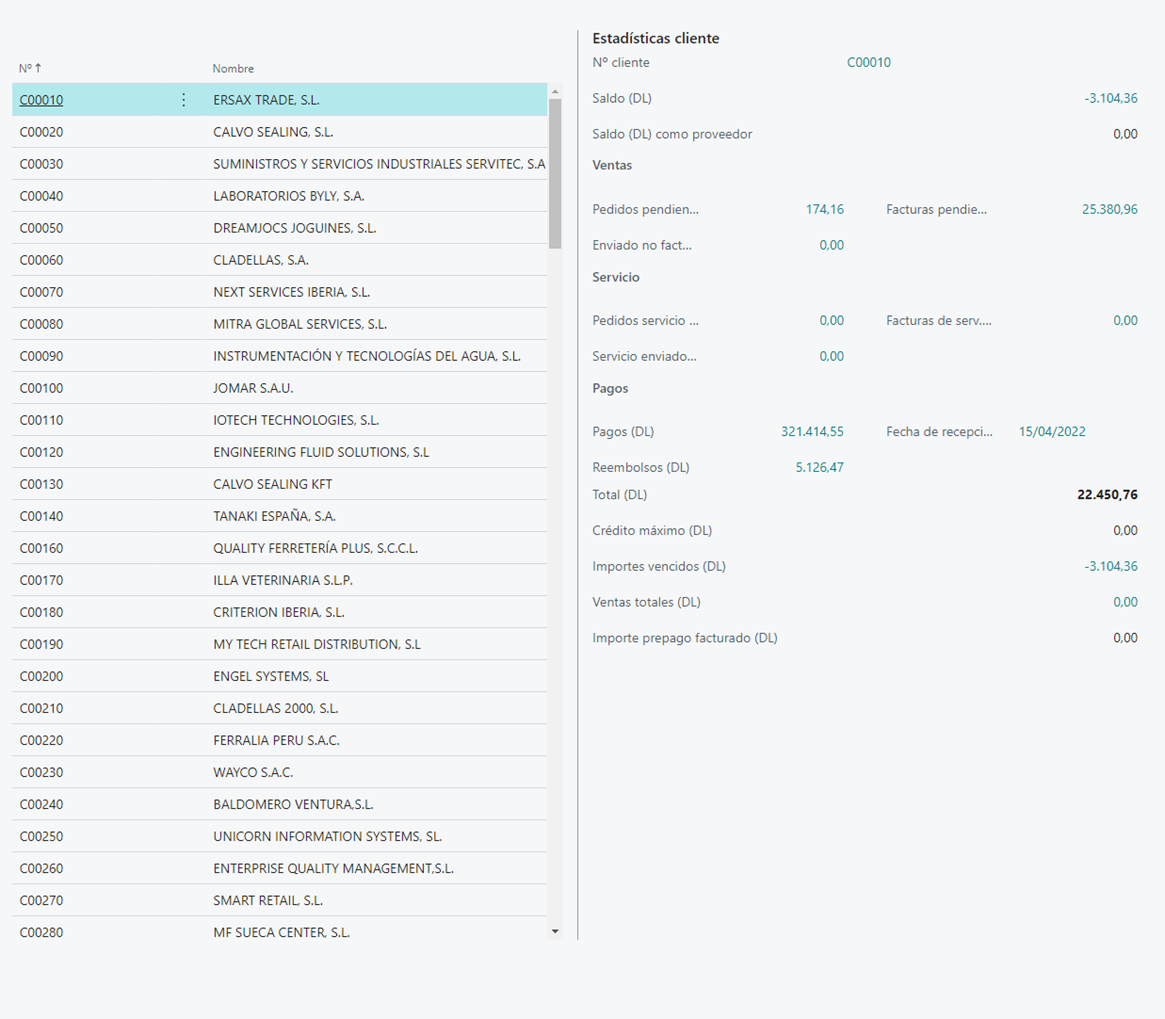 Nº ↑ Nombre
C00010 ERSAX TRADE, S.L.
C00020 CALVO SEALING, S.L.
C00030 SUMINISTROS Y SERVICIOS INDUSTRIALES SERVITEC, S.A
C00040 LABORATORIOS BYLY, S.A.
C00050 DREAMJOCS JOGUINES, S.L.
C00060 CLADELLAS, S.A.
C00070 NEXT SERVICES IBERIA, S.L.
C00080 MITRA GLOBAL SERVICES, S.L.
C00090 INSTRUMENTACIÓN Y TECNOLOGÍAS DEL AGUA, S.L.
C00100 JOMAR S.A.U.
C00110 IOTECH TECHNOLOGIES, S.L.
C00120 ENGINEERING FLUID SOLUTIONS, S.L
C00130 CALVO SEALING KFT
C00140 TANAKI ESPAÑA, S.A.
C00160 QUALITY FERRETERÍA PLUS, S.C.C.L.
C00170 ILLA VETERINARIA S.L.P.
C00180 CRITERION IBERIA, S.L.
C00190 MY TECH RETAIL DISTRIBUTION, S.L
C00200 ENGEL SYSTEMS, SL
C00210 CLADELLAS 2000, S.L.
C00220 FERRALIA PERU S.A.C.
C00230 WAYCO S.A.C.
C00240 BALDOMERO VENTURA,S.L.
C00250 UNICORN INFORMATION SYSTEMS, SL.
C00260 ENTERPRISE QUALITY MANAGEMENT,S.L.
C00270 SMART RETAIL, S.L.
C00280 MF SUECA CENTER, S.L.
Estadísticas cliente
Nº cliente C00010
Saldo (DL) -3.104,36
Saldo (DL) como proveedor 0,00
Ventas
Pedidos pendien... 174,16 Facturas pendie... 25.380,96
Enviado no fact... 0,00
Servicio
Pedidos servicio ... 0,00 Facturas de serv.... 0,00
Servicio enviado... 0,00
Pagos
Pagos (DL) 321.414,55 Fecha de recepci... 15/04/2022
Reembolsos (DL) 5.126,47
Total (DL) 22.450,76
Crédito máximo (DL) 0,00
Importes vencidos (DL) -3.104,36
Ventas totales (DL) 0,00
Importe prepago facturado (DL) 0,00